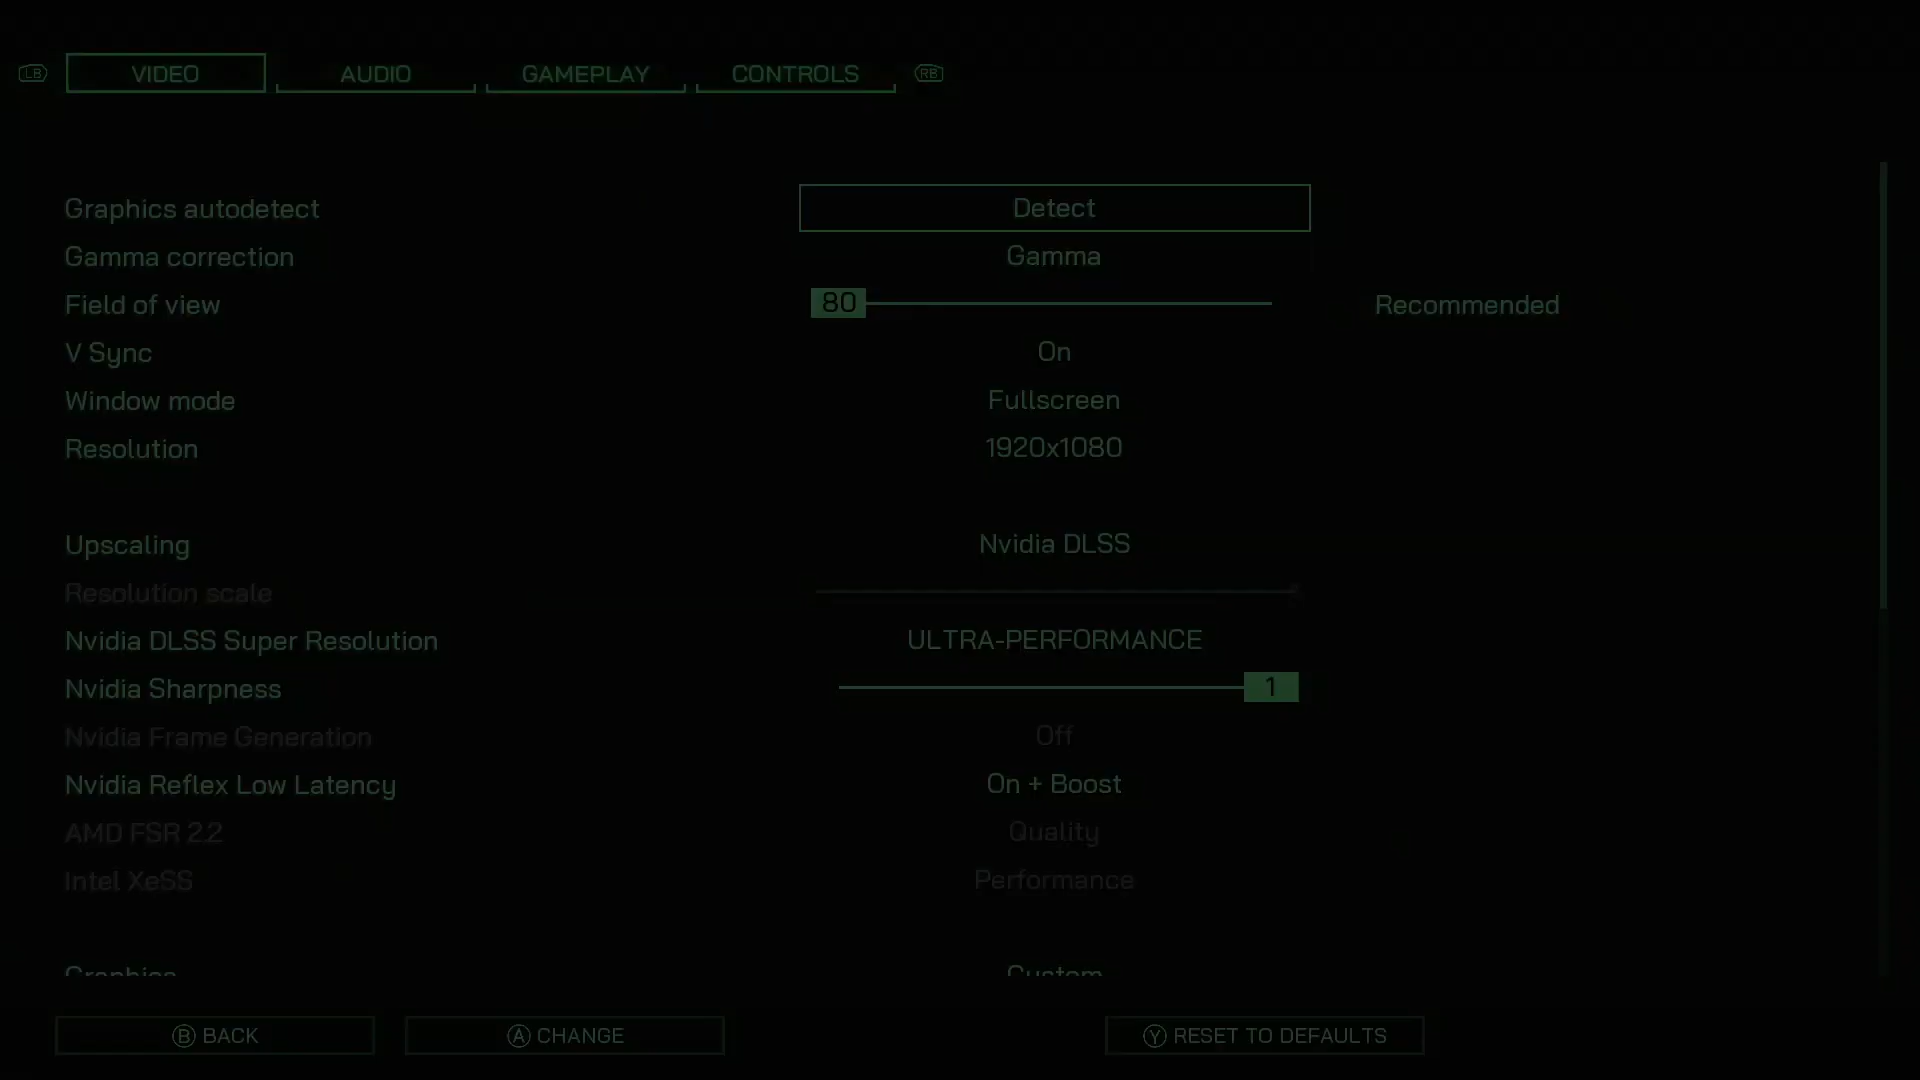 LB VIDEO AUDIO GAMEPLAY CONTROLS RB
Graphics autodetect Detect
Gamma correction Gamma
Field of view 80 Recommended
V Sync On
Window mode Fullscreen
Resolution 1920x1080
Upscaling Nvidia DLSS
Resolution scale
Nvidia DLSS Super Resolution ULTRA-PERFORMANCE
Nvidia Sharpness 1
Nvidia Frame Generation Off
Nvidia Reflex Low Latency On + Boost
AMD FSR 2.2 Quality
Intel XeSS Performance
Graphics Custom
B BACK A CHANGE Y RESET TO DEFAULTS